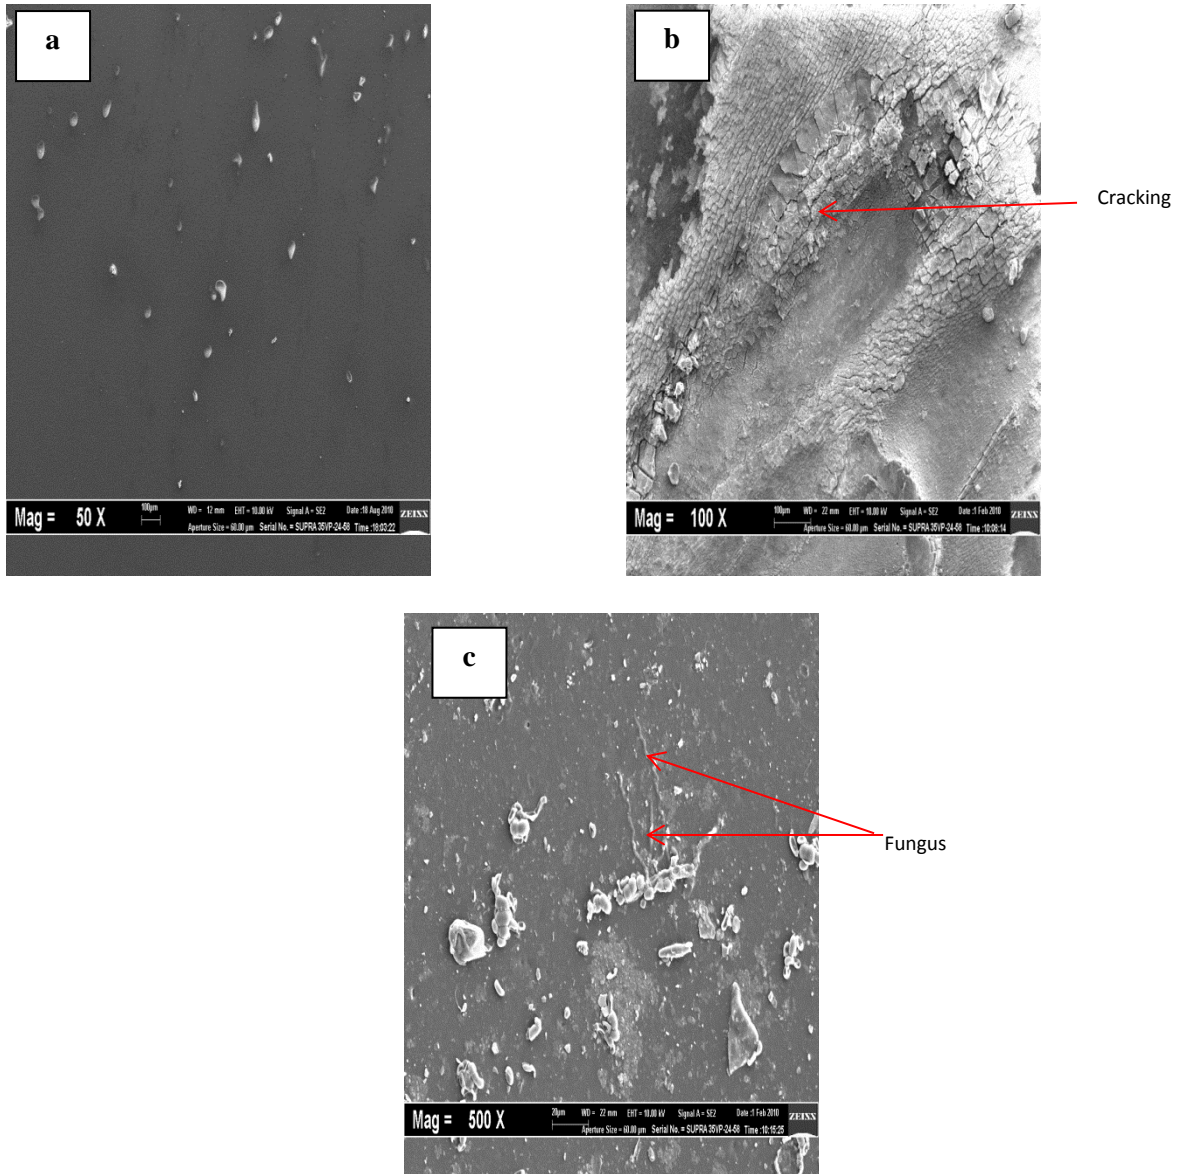 a
Mag = 50 X 100µm WD = 12 mm EHT = 10.00 kV Signal A = SE2 Date :18 Aug 2010 ZEISS
Aperture Size = 60.00 µm Serial No. = SUPRA 35VP-24-58 Time :18:03:22
b
Cracking
Mag = 100 X 100µm WD = 22 mm EHT = 10.00 kV Signal A = SE2 Date :1 Feb 2010 ZEISS
Aperture Size = 60.00 µm Serial No. = SUPRA 35VP-24-58 Time :10:08:14
c
Fungus
Mag = 500 X 20µm WD = 22 mm EHT = 10.00 kV Signal A = SE2 Date :1 Feb 2010 ZEISS
Aperture Size = 60.00 µm Serial No. = SUPRA 35VP-24-58 Time :10:15:25